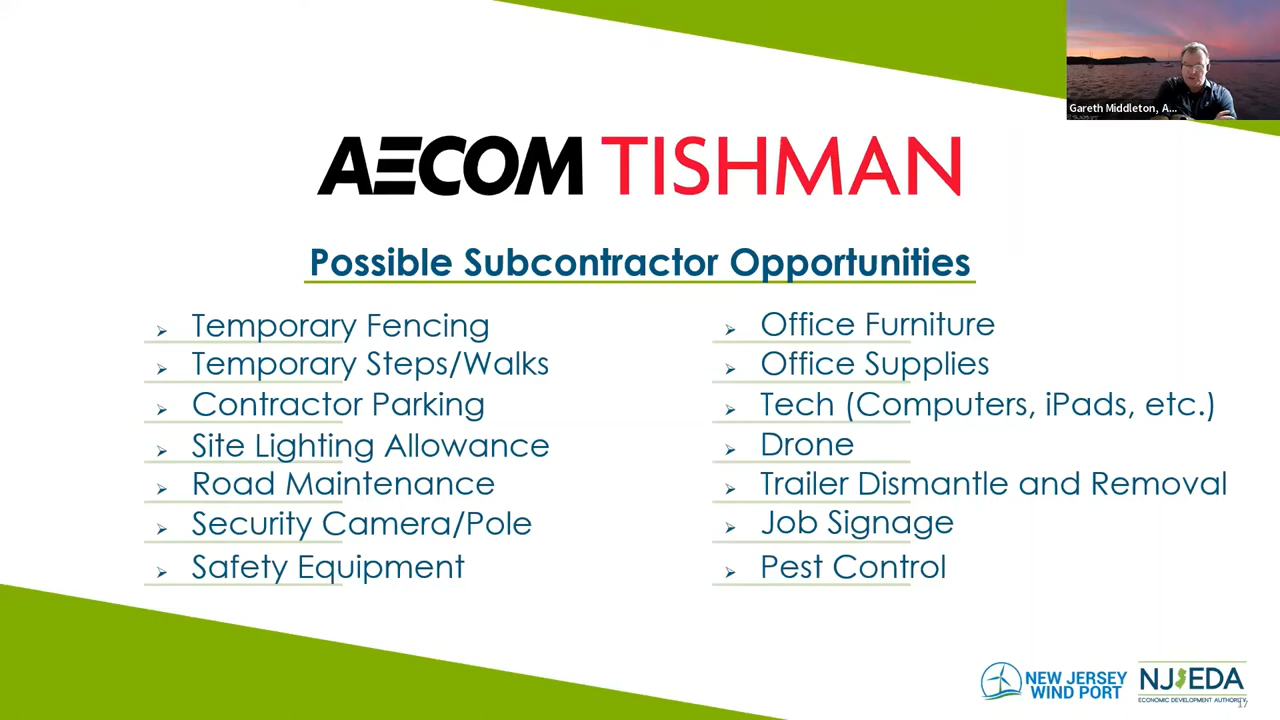 Gareth Middleton, A...
AECOM TISHMAN
Possible Subcontractor Opportunities
Temporary Fencing
Temporary Steps/Walks
Contractor Parking
Site Lighting Allowance
Road Maintenance
Security Camera/Pole
Safety Equipment
Office Furniture
Office Supplies
Tech (Computers, iPads, etc.)
Drone
Trailer Dismantle and Removal
Job Signage
Pest Control
NEW JERSEY
WIND PORT
NJEDA
ECONOMIC DEVELOPMENT AUTHORITY
17